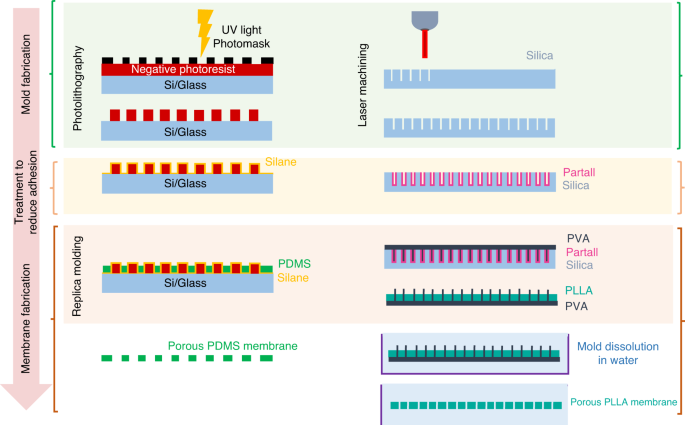 Mold fabrication
Treatment to
reduce adhesion
Membrane fabrication
Photolithography
UV light
Photomask
Negative photoresist
Si/Glass
Si/Glass
Laser machining
Silica
Silane
Si/Glass
Partall
Silica
Replica molding
PDMS
Silane
Si/Glass
PVA
Partall
Silica
PLLA
PVA
Porous PDMS membrane
Mold dissolution
in water
Porous PLLA membrane